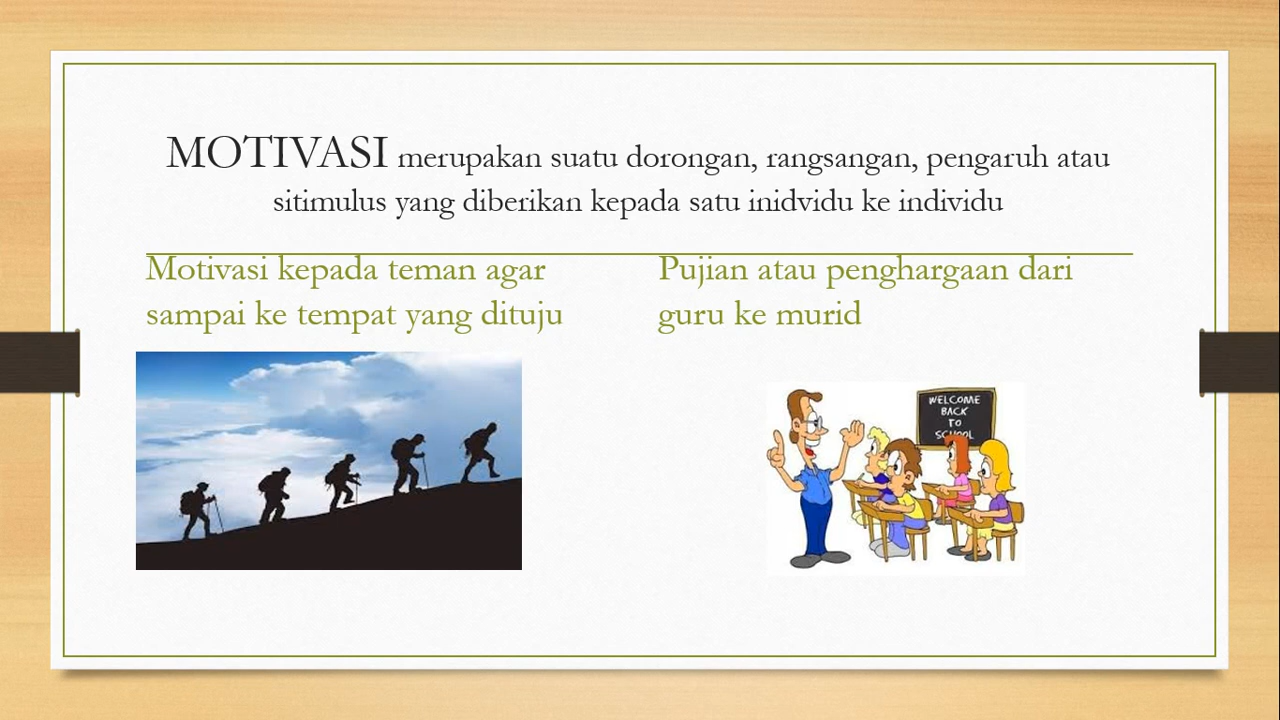 MOTIVASI merupakan suatu dorongan, rangsangan, pengaruh atau
sitimulus yang diberikan kepada satu inidvidu ke individu
Motivasi kepada teman agar
sampai ke tempat yang dituju
Pujian atau penghargaan dari
guru ke murid
WELCOME
BACK
TO
SCHOOL